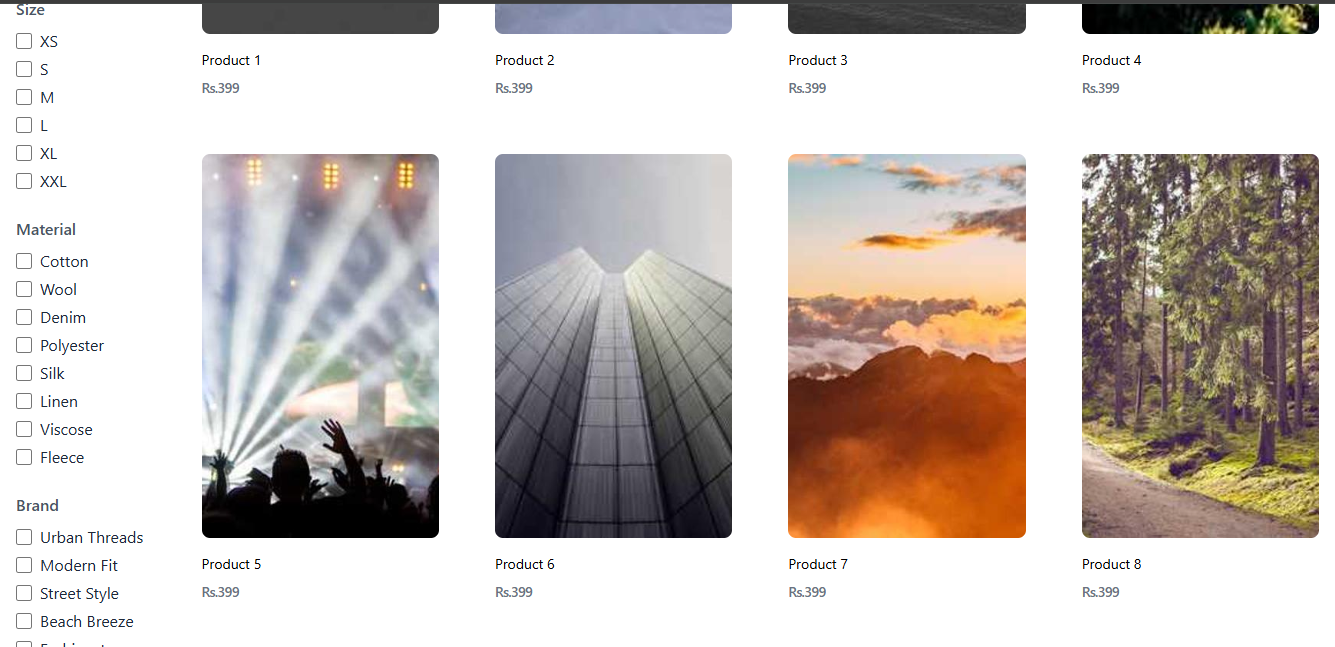 Size
XS
S
M
L
XL
XXL
Material
Cotton
Wool
Denim
Polyester
Silk
Linen
Viscose
Fleece
Brand
Urban Threads
Modern Fit
Street Style
Beach Breeze
Product 1
Rs.399
Product 2
Rs.399
Product 3
Rs.399
Product 4
Rs.399
Product 5
Rs.399
Product 6
Rs.399
Product 7
Rs.399
Product 8
Rs.399